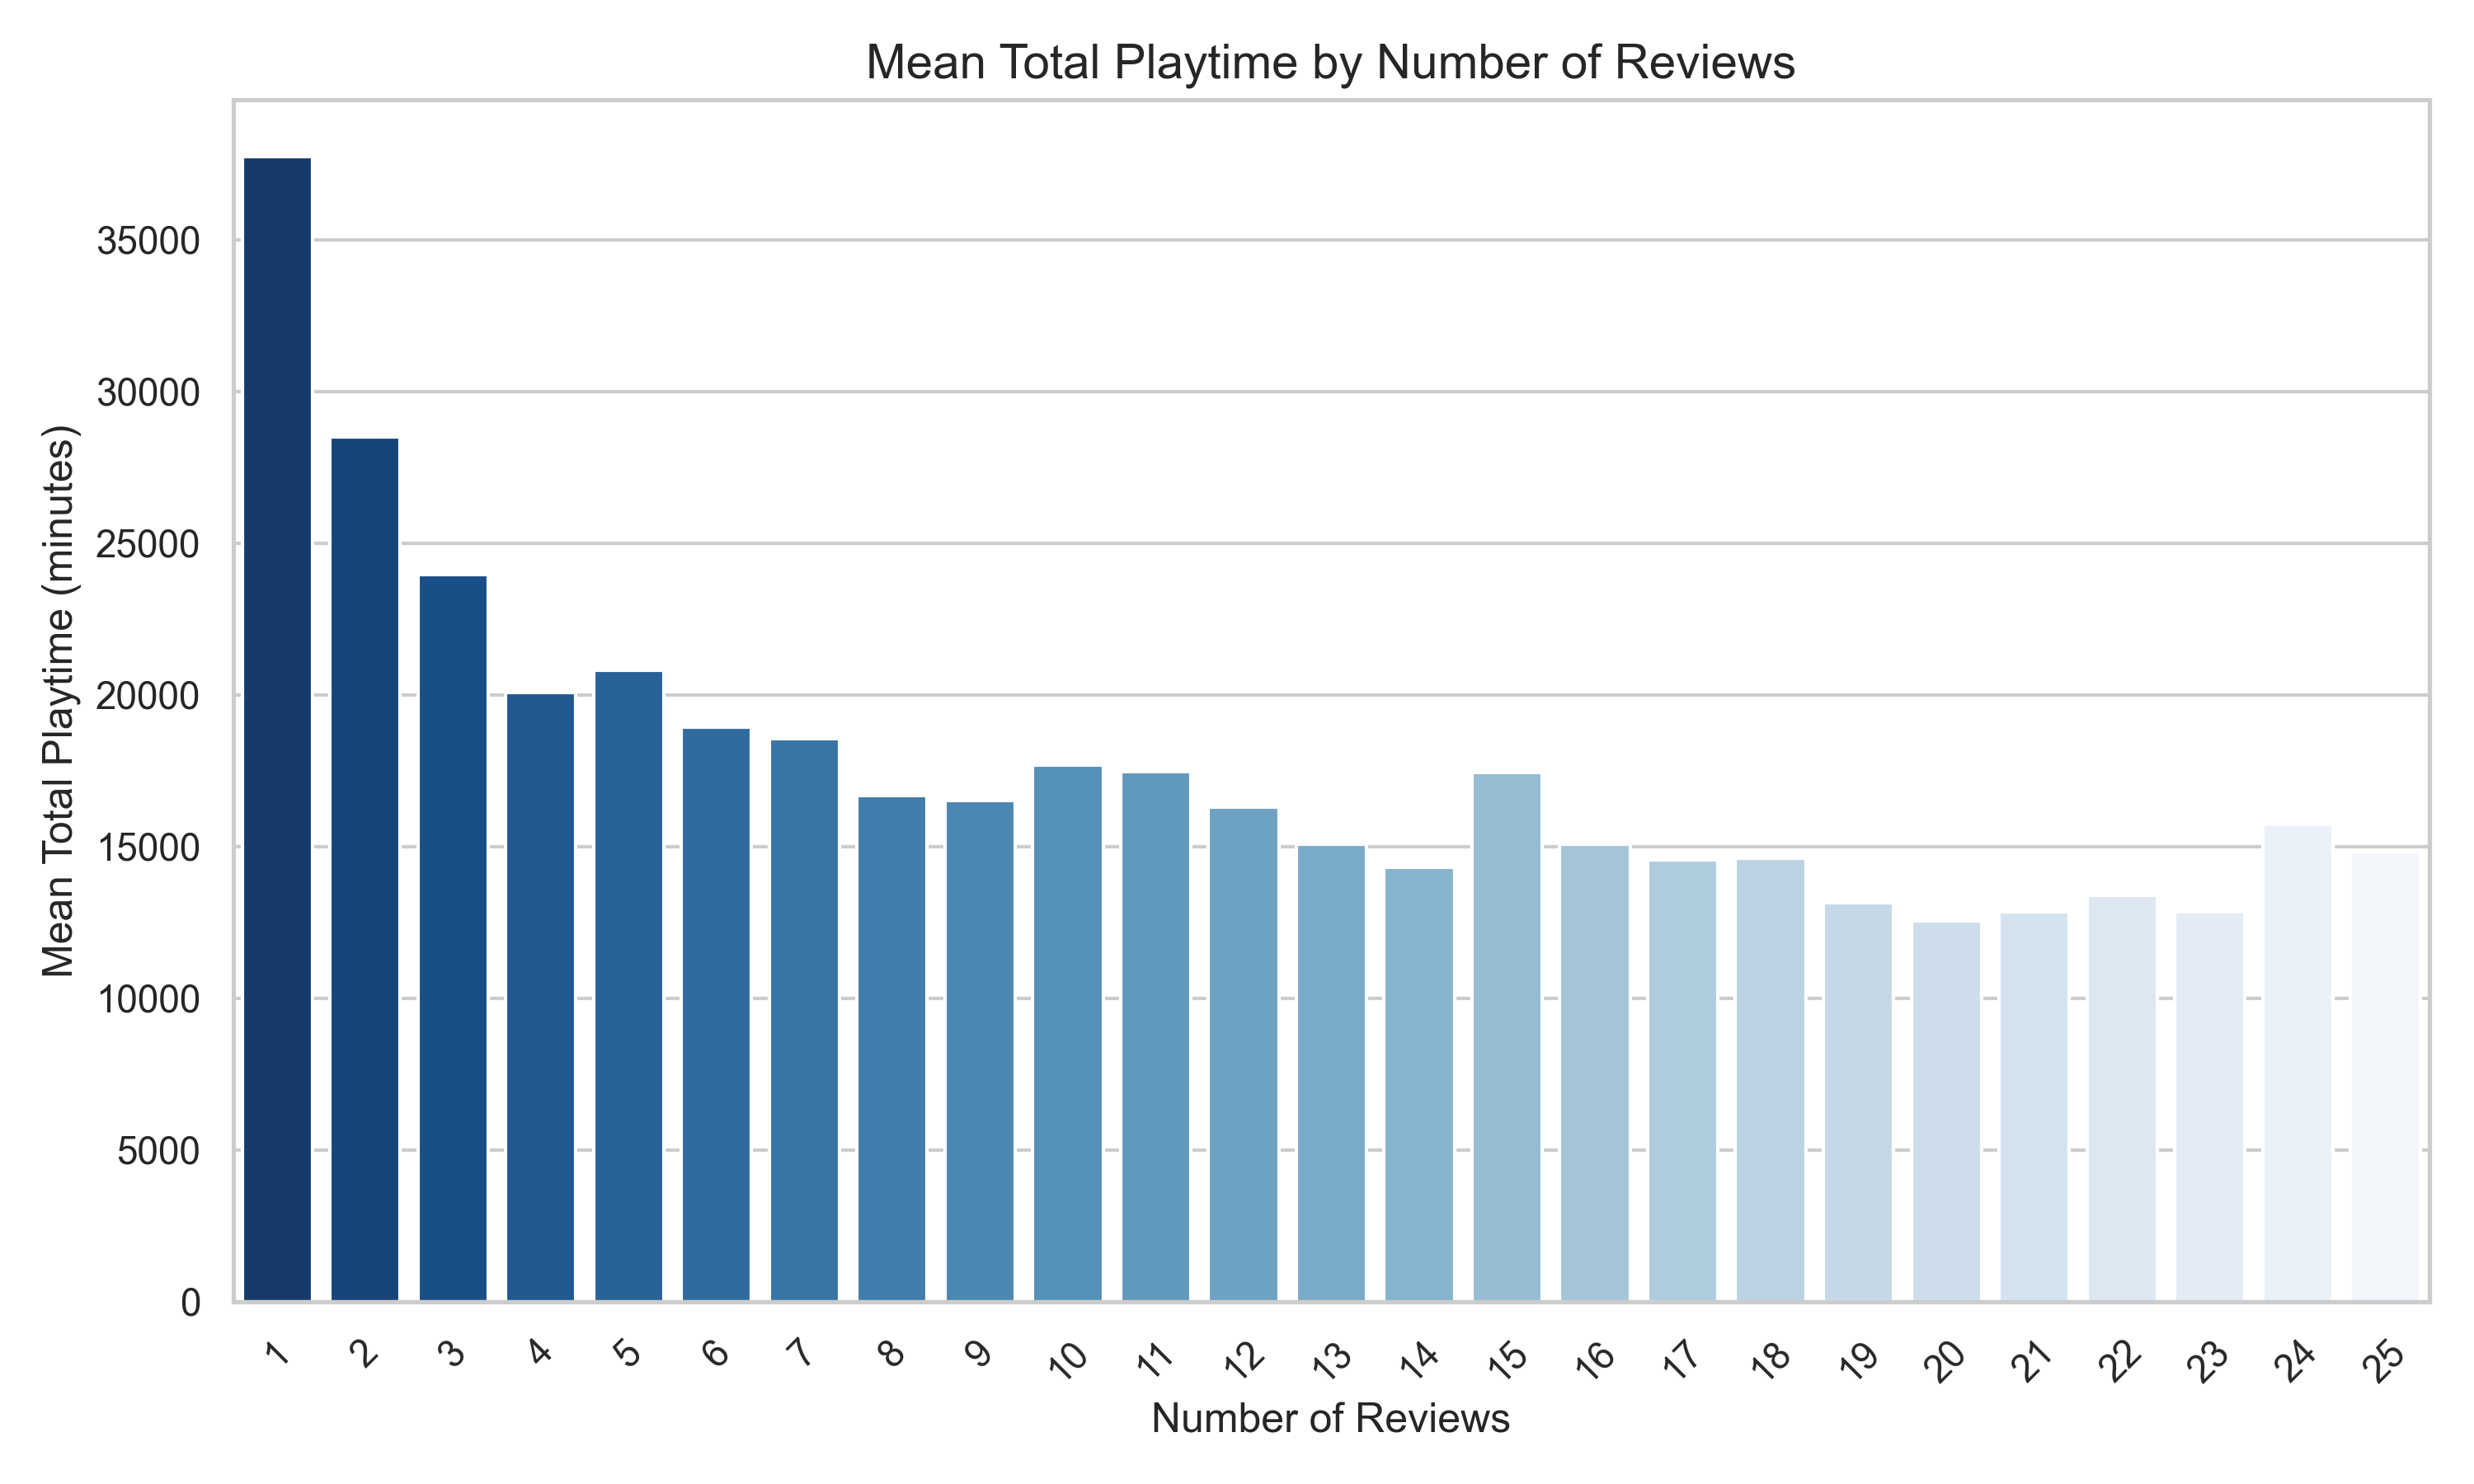 Mean Total Playtime by Number of Reviews
Mean Total Playtime (minutes)
35000
30000
25000
20000
15000
10000
5000
0
1 2 3 4 5 6 7 8 9 10 11 12 13 14 15 16 17 18 19 20 21 22 23 24 25
Number of Reviews